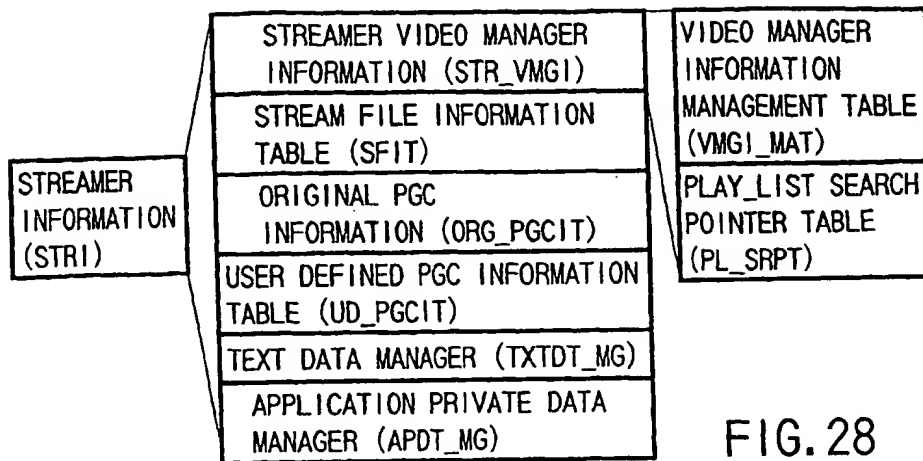 STREAMER
INFORMATION
(STRI)
STREAMER VIDEO MANAGER
INFORMATION (STR_VMGI)
STREAM FILE INFORMATION
TABLE (SFIT)
ORIGINAL PGC
INFORMATION (ORG_PGCIT)
USER DEFINED PGC INFORMATION
TABLE (UD_PGCIT)
TEXT DATA MANAGER (TXTDT_MG)
APPLICATION PRIVATE DATA
MANAGER (APDT_MG)
VIDEO MANAGER
INFORMATION
MANAGEMENT TABLE
(VMGI_MAT)
PLAY_LIST SEARCH
POINTER TABLE
(PL_SRPT)
FIG. 28